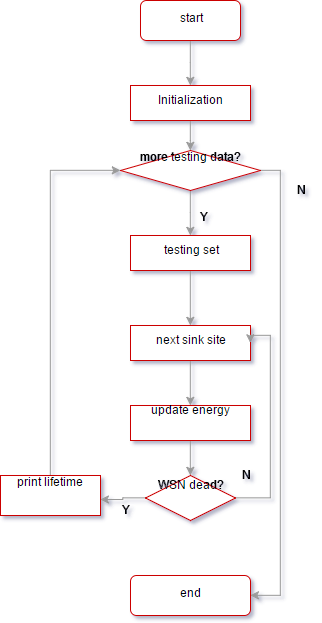 start
Initialization
more testing data?
N
Y
testing set
next sink site
update energy
N
print lifetime
WSN dead?
Y
end